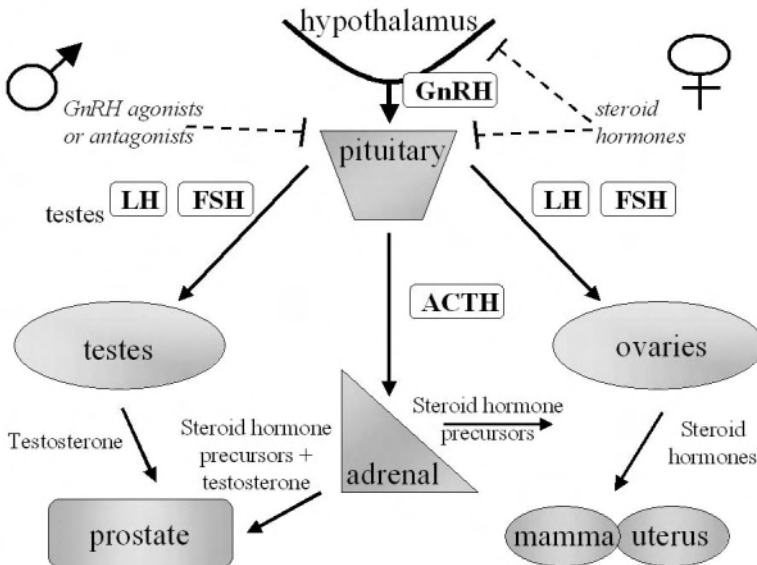 hypothalamus
GnRH
GnRH agonists
or antagonists
steroid
hormones
pituitary
testes LH FSH
LH FSH
ACTH
testes
ovaries
Testosterone
Steroid hormone
precursors +
testosterone
adrenal
Steroid hormone
precursors
Steroid
hormones
prostate
mamma uterus